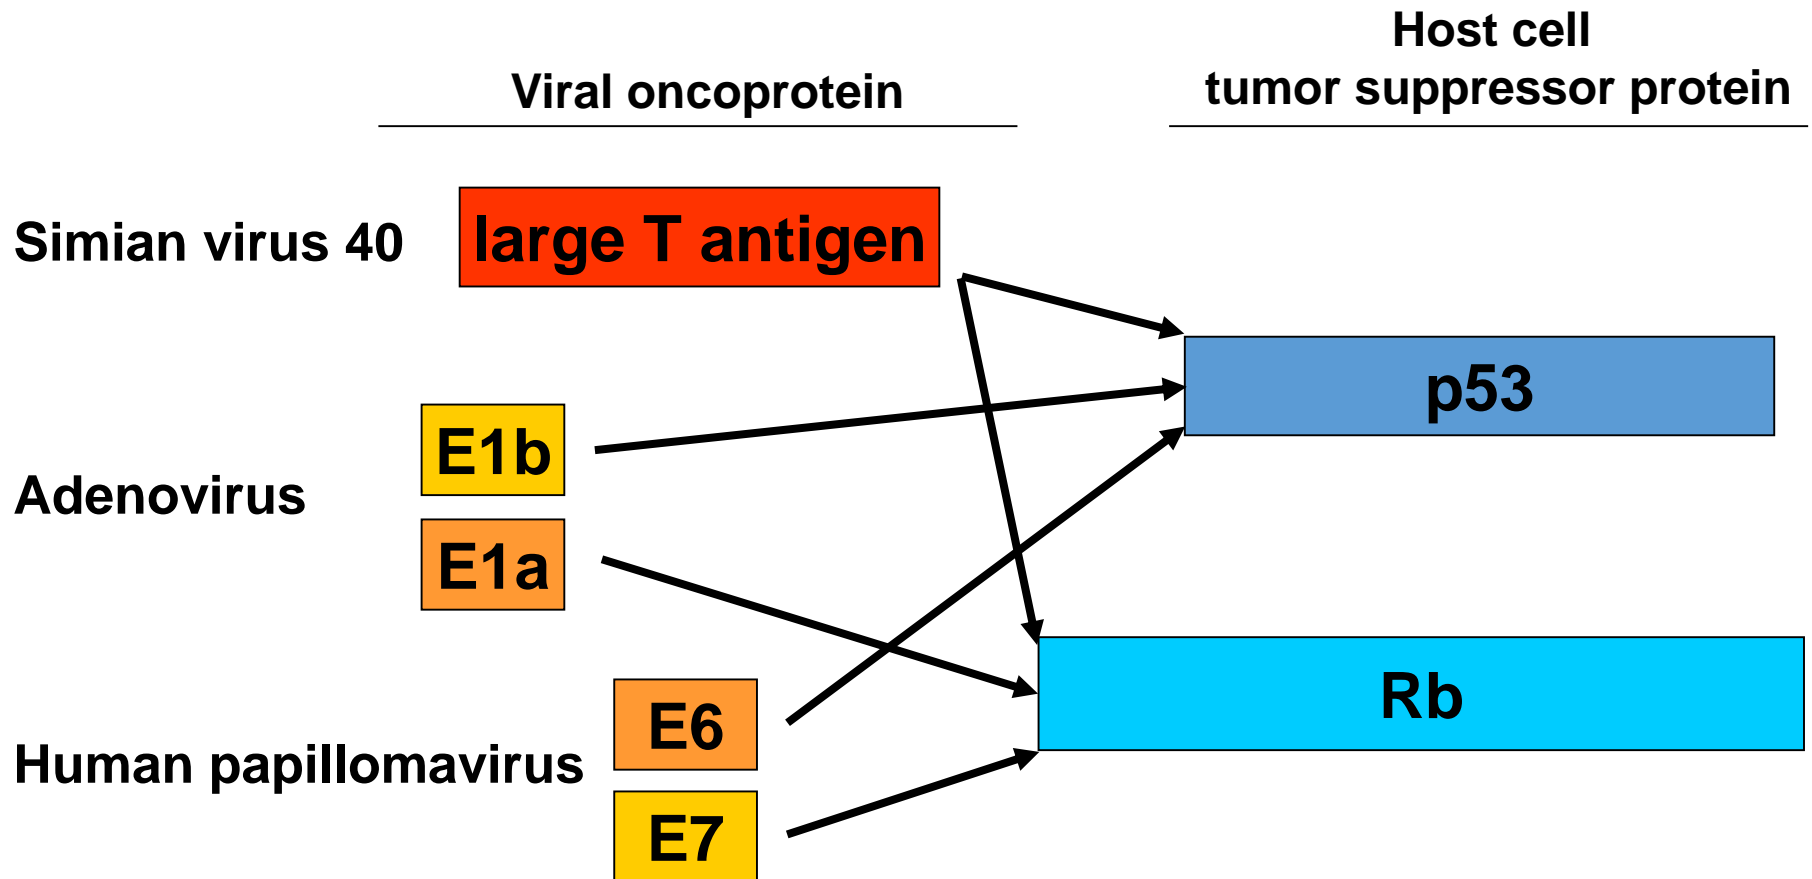 Host cell
tumor suppressor protein
Viral oncoprotein
Simian virus 40
large T antigen
p53
E1b
Adenovirus
E1a
Rb
E6
Human papillomavirus
E7